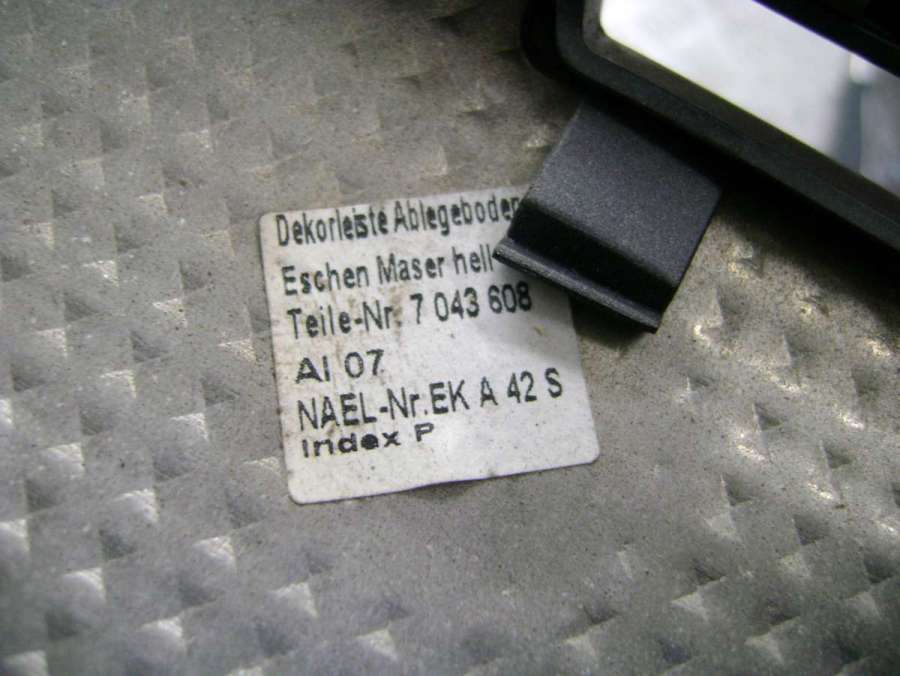 Dekorleiste Ablegeboden
Eschen Maser hell
Teile-Nr. 7 043 608
AI 07
NAEL-Nr.EK A 42 S
Index P